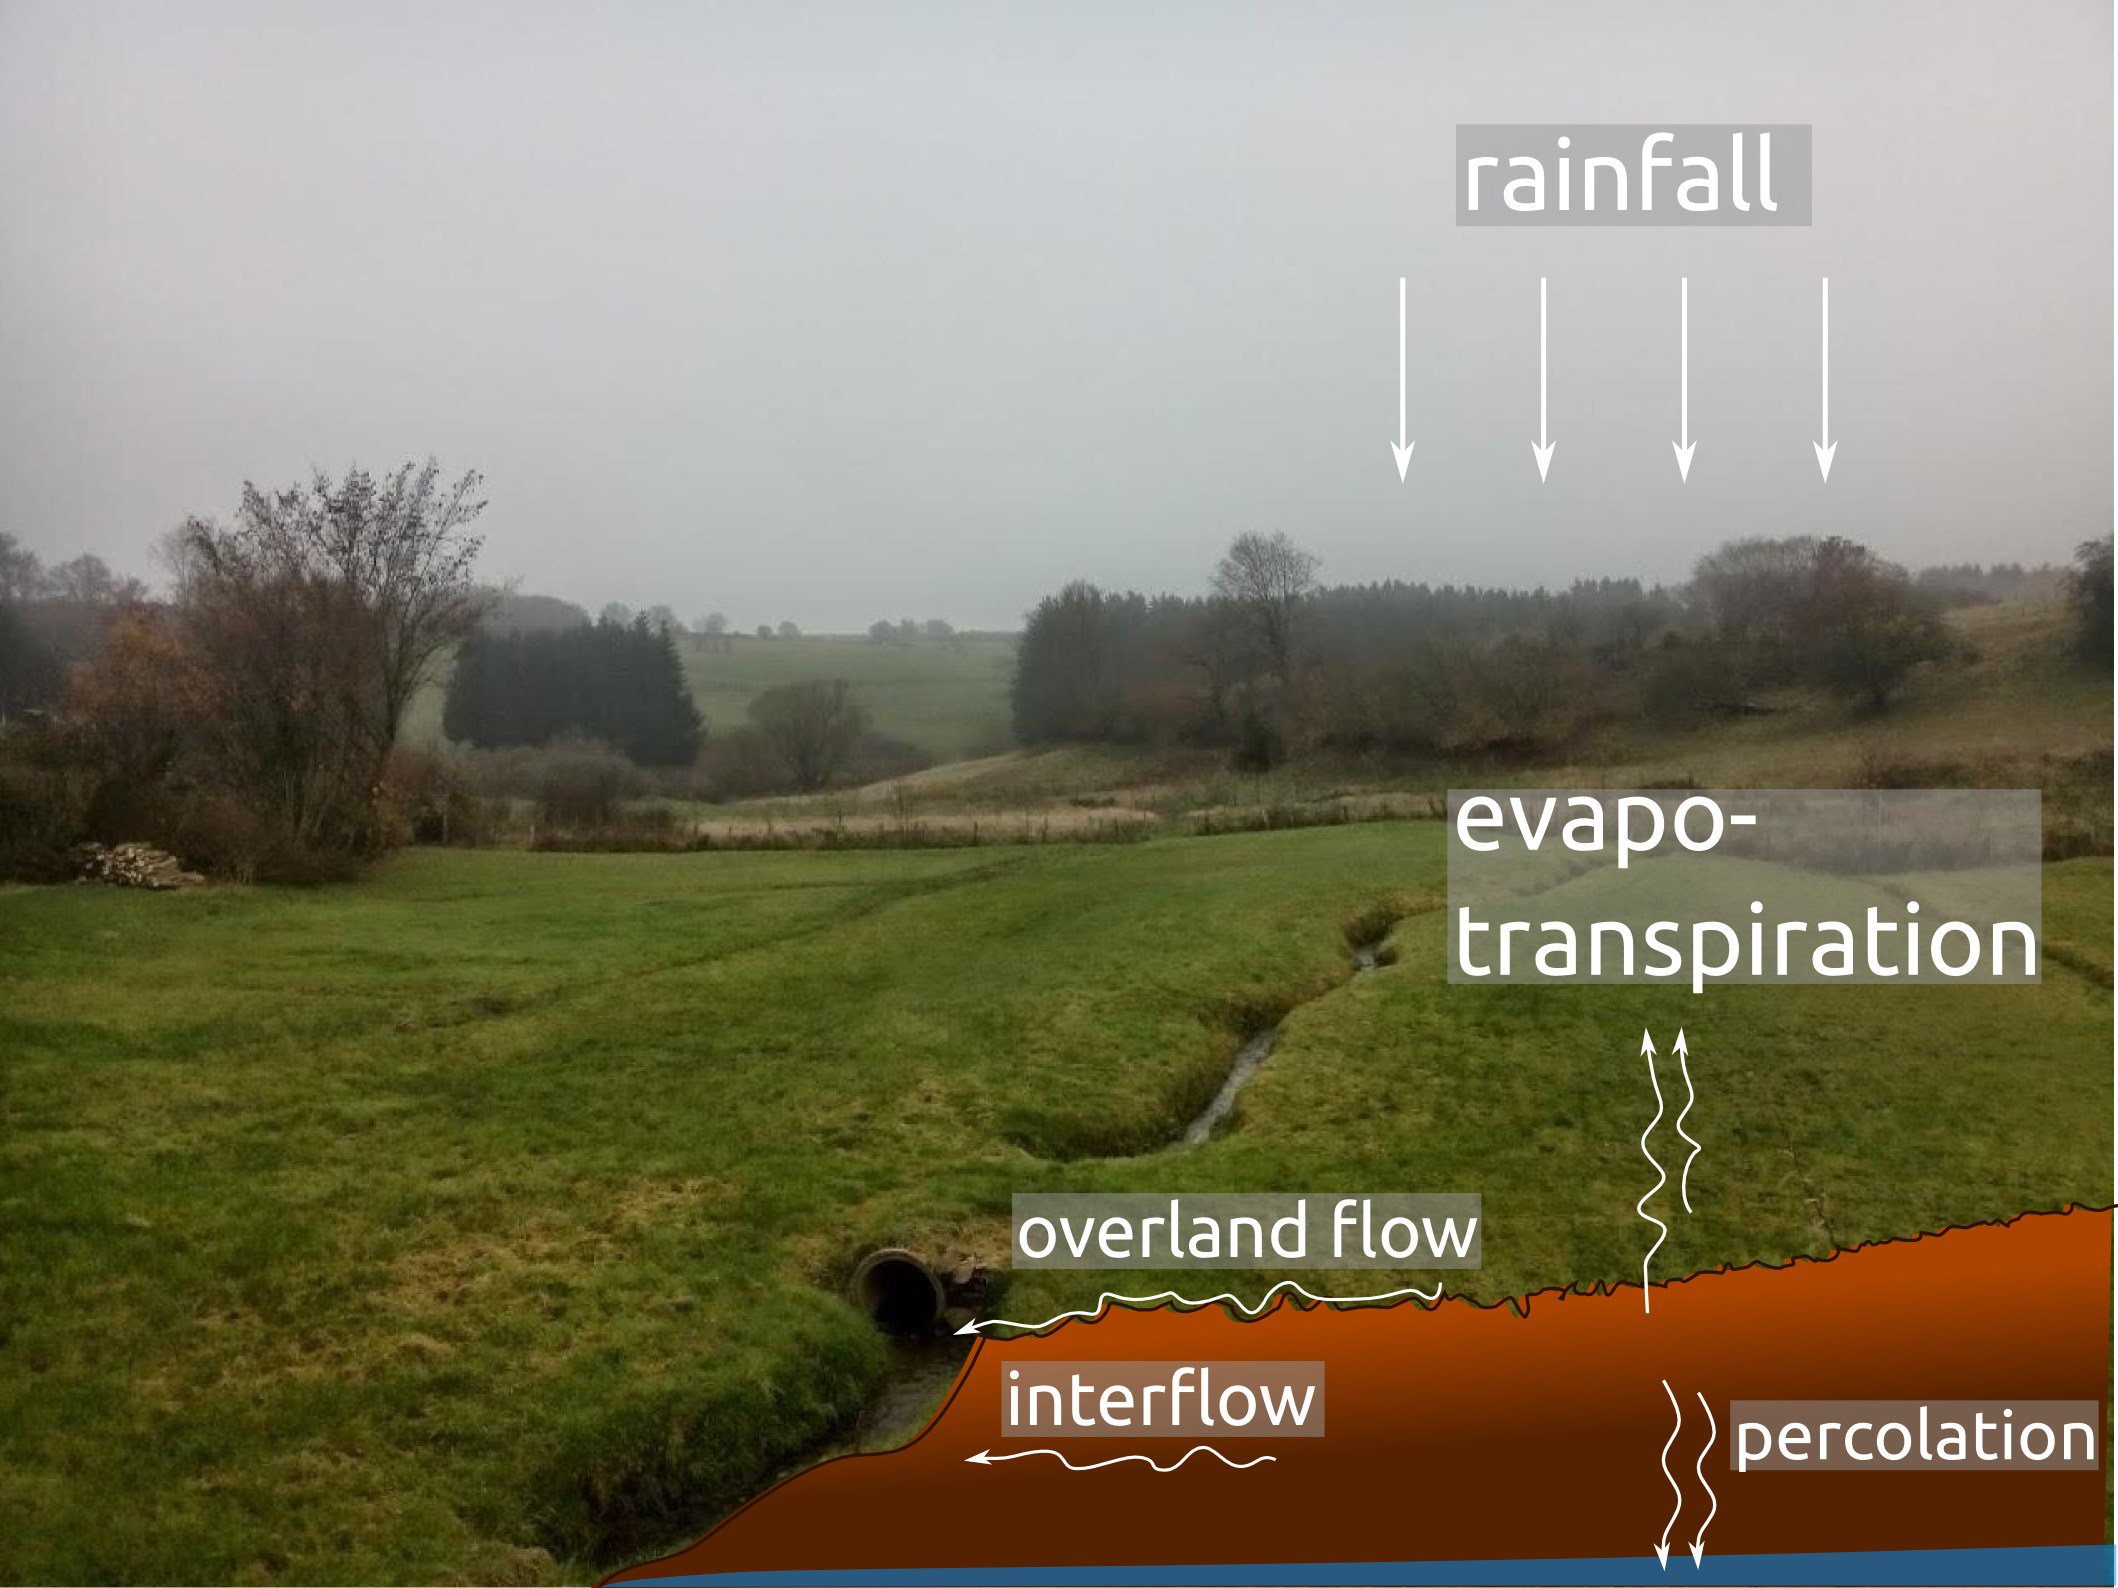 rainfall
evapo-
transpiration
overland flow
interflow
percolation